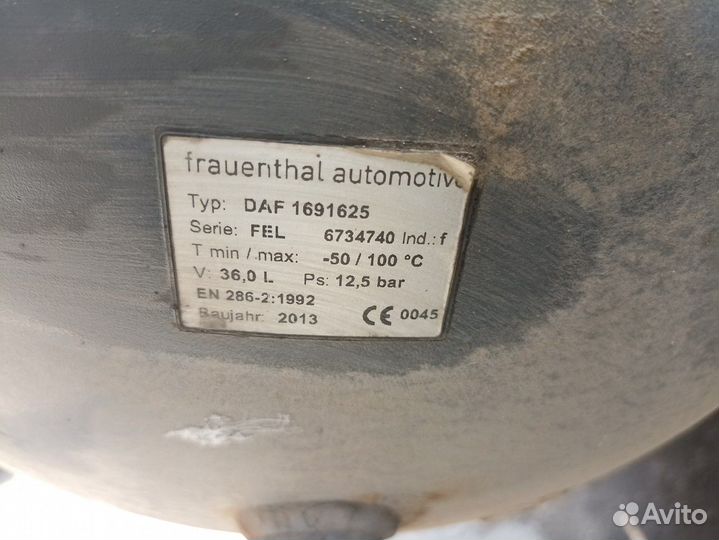 frauenthal automotive
Typ: DAF 1691625
Serie: FEL 6734740 Ind.: f
T min / max: -50 / 100 °C
V: 36,0 L Ps: 12,5 bar
EN 286-2:1992
Baujahr: 2013 CE 0045
Avito